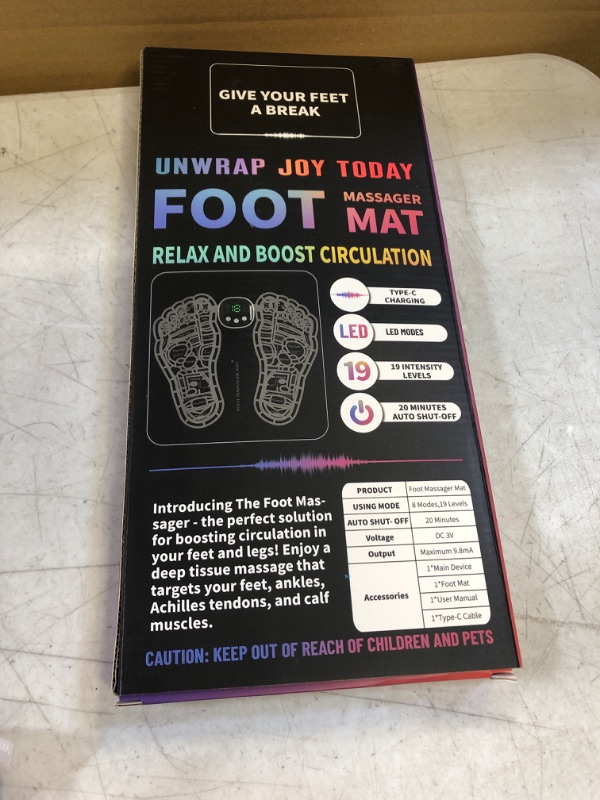 GIVE YOUR FEET
A BREAK
UNWRAP JOY TODAY
FOOT MASSAGER MAT
RELAX AND BOOST CIRCULATION
18
TYPE-C
CHARGING
LED
LED MODES
19
19 INTENSITY
LEVELS
20 MINUTES
AUTO SHUT-OFF
Introducing The Foot Mas-
sager - the perfect solution
for boosting circulation in
your feet and legs! Enjoy a
deep tissue massage that
targets your feet, ankles,
Achilles tendons, and calf
muscles.
PRODUCT Foot Massager Mat
USING MODE 8 Modes,19 Levels
AUTO SHUT- OFF 20 Minutes
Voltage DC 3V
Output Maximum 9.8mA
Accessories
1*Main Device
1*Foot Mat
1*User Manual
1*Type-C Cable
CAUTION: KEEP OUT OF REACH OF CHILDREN AND PETS